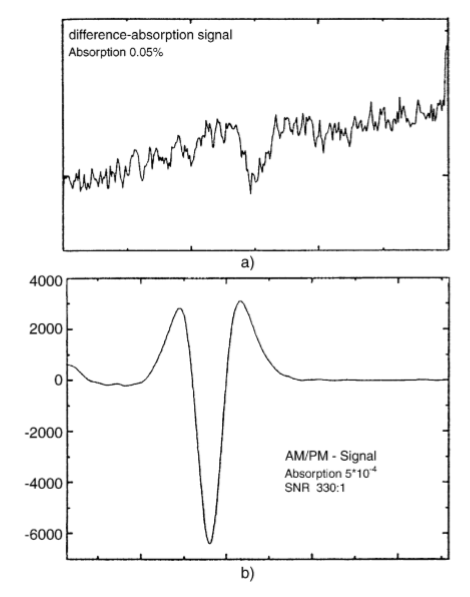 difference-absorption signal
Absorption 0.05%
a)
4000
2000
0
-2000
-4000
-6000
AM/PM - Signal
Absorption 5*10⁻⁴
SNR 330:1
b)